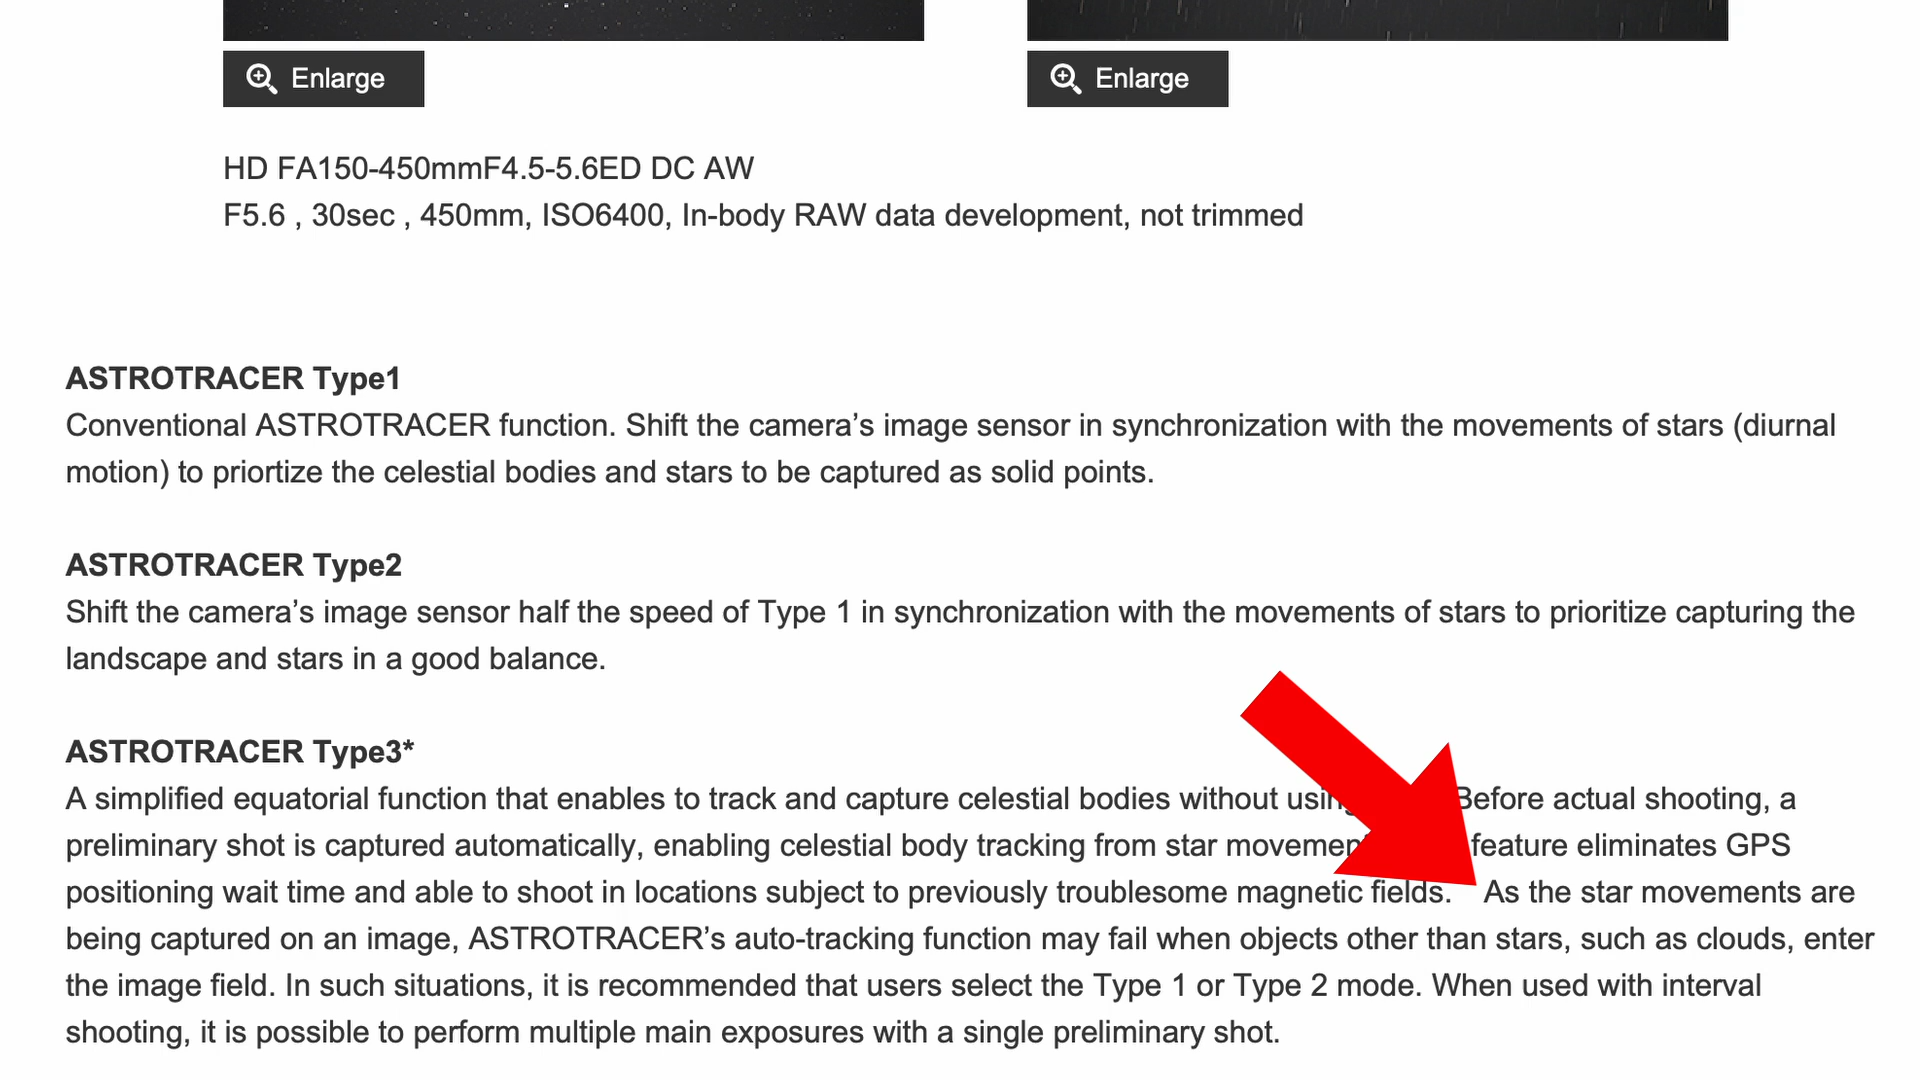 Enlarge
Enlarge
HD FA150-450mmF4.5-5.6ED DC AW
F5.6 , 30sec , 450mm, ISO6400, In-body RAW data development, not trimmed
ASTROTRACER Type1
Conventional ASTROTRACER function. Shift the camera’s image sensor in synchronization with the movements of stars (diurnal
motion) to priortize the celestial bodies and stars to be captured as solid points.
ASTROTRACER Type2
Shift the camera’s image sensor half the speed of Type 1 in synchronization with the movements of stars to prioritize capturing the
landscape and stars in a good balance.
ASTROTRACER Type3*
A simplified equatorial function that enables to track and capture celestial bodies without using Before actual shooting, a
preliminary shot is captured automatically, enabling celestial body tracking from star feature eliminates GPS
positioning wait time and able to shoot in locations subject to previously troublesome magnetic fields. As the star movements are
being captured on an image, ASTROTRACER’s auto-tracking function may fail when objects other than stars, such as clouds, enter
the image field. In such situations, it is recommended that users select the Type 1 or Type 2 mode. When used with interval
shooting, it is possible to perform multiple main exposures with a single preliminary shot.